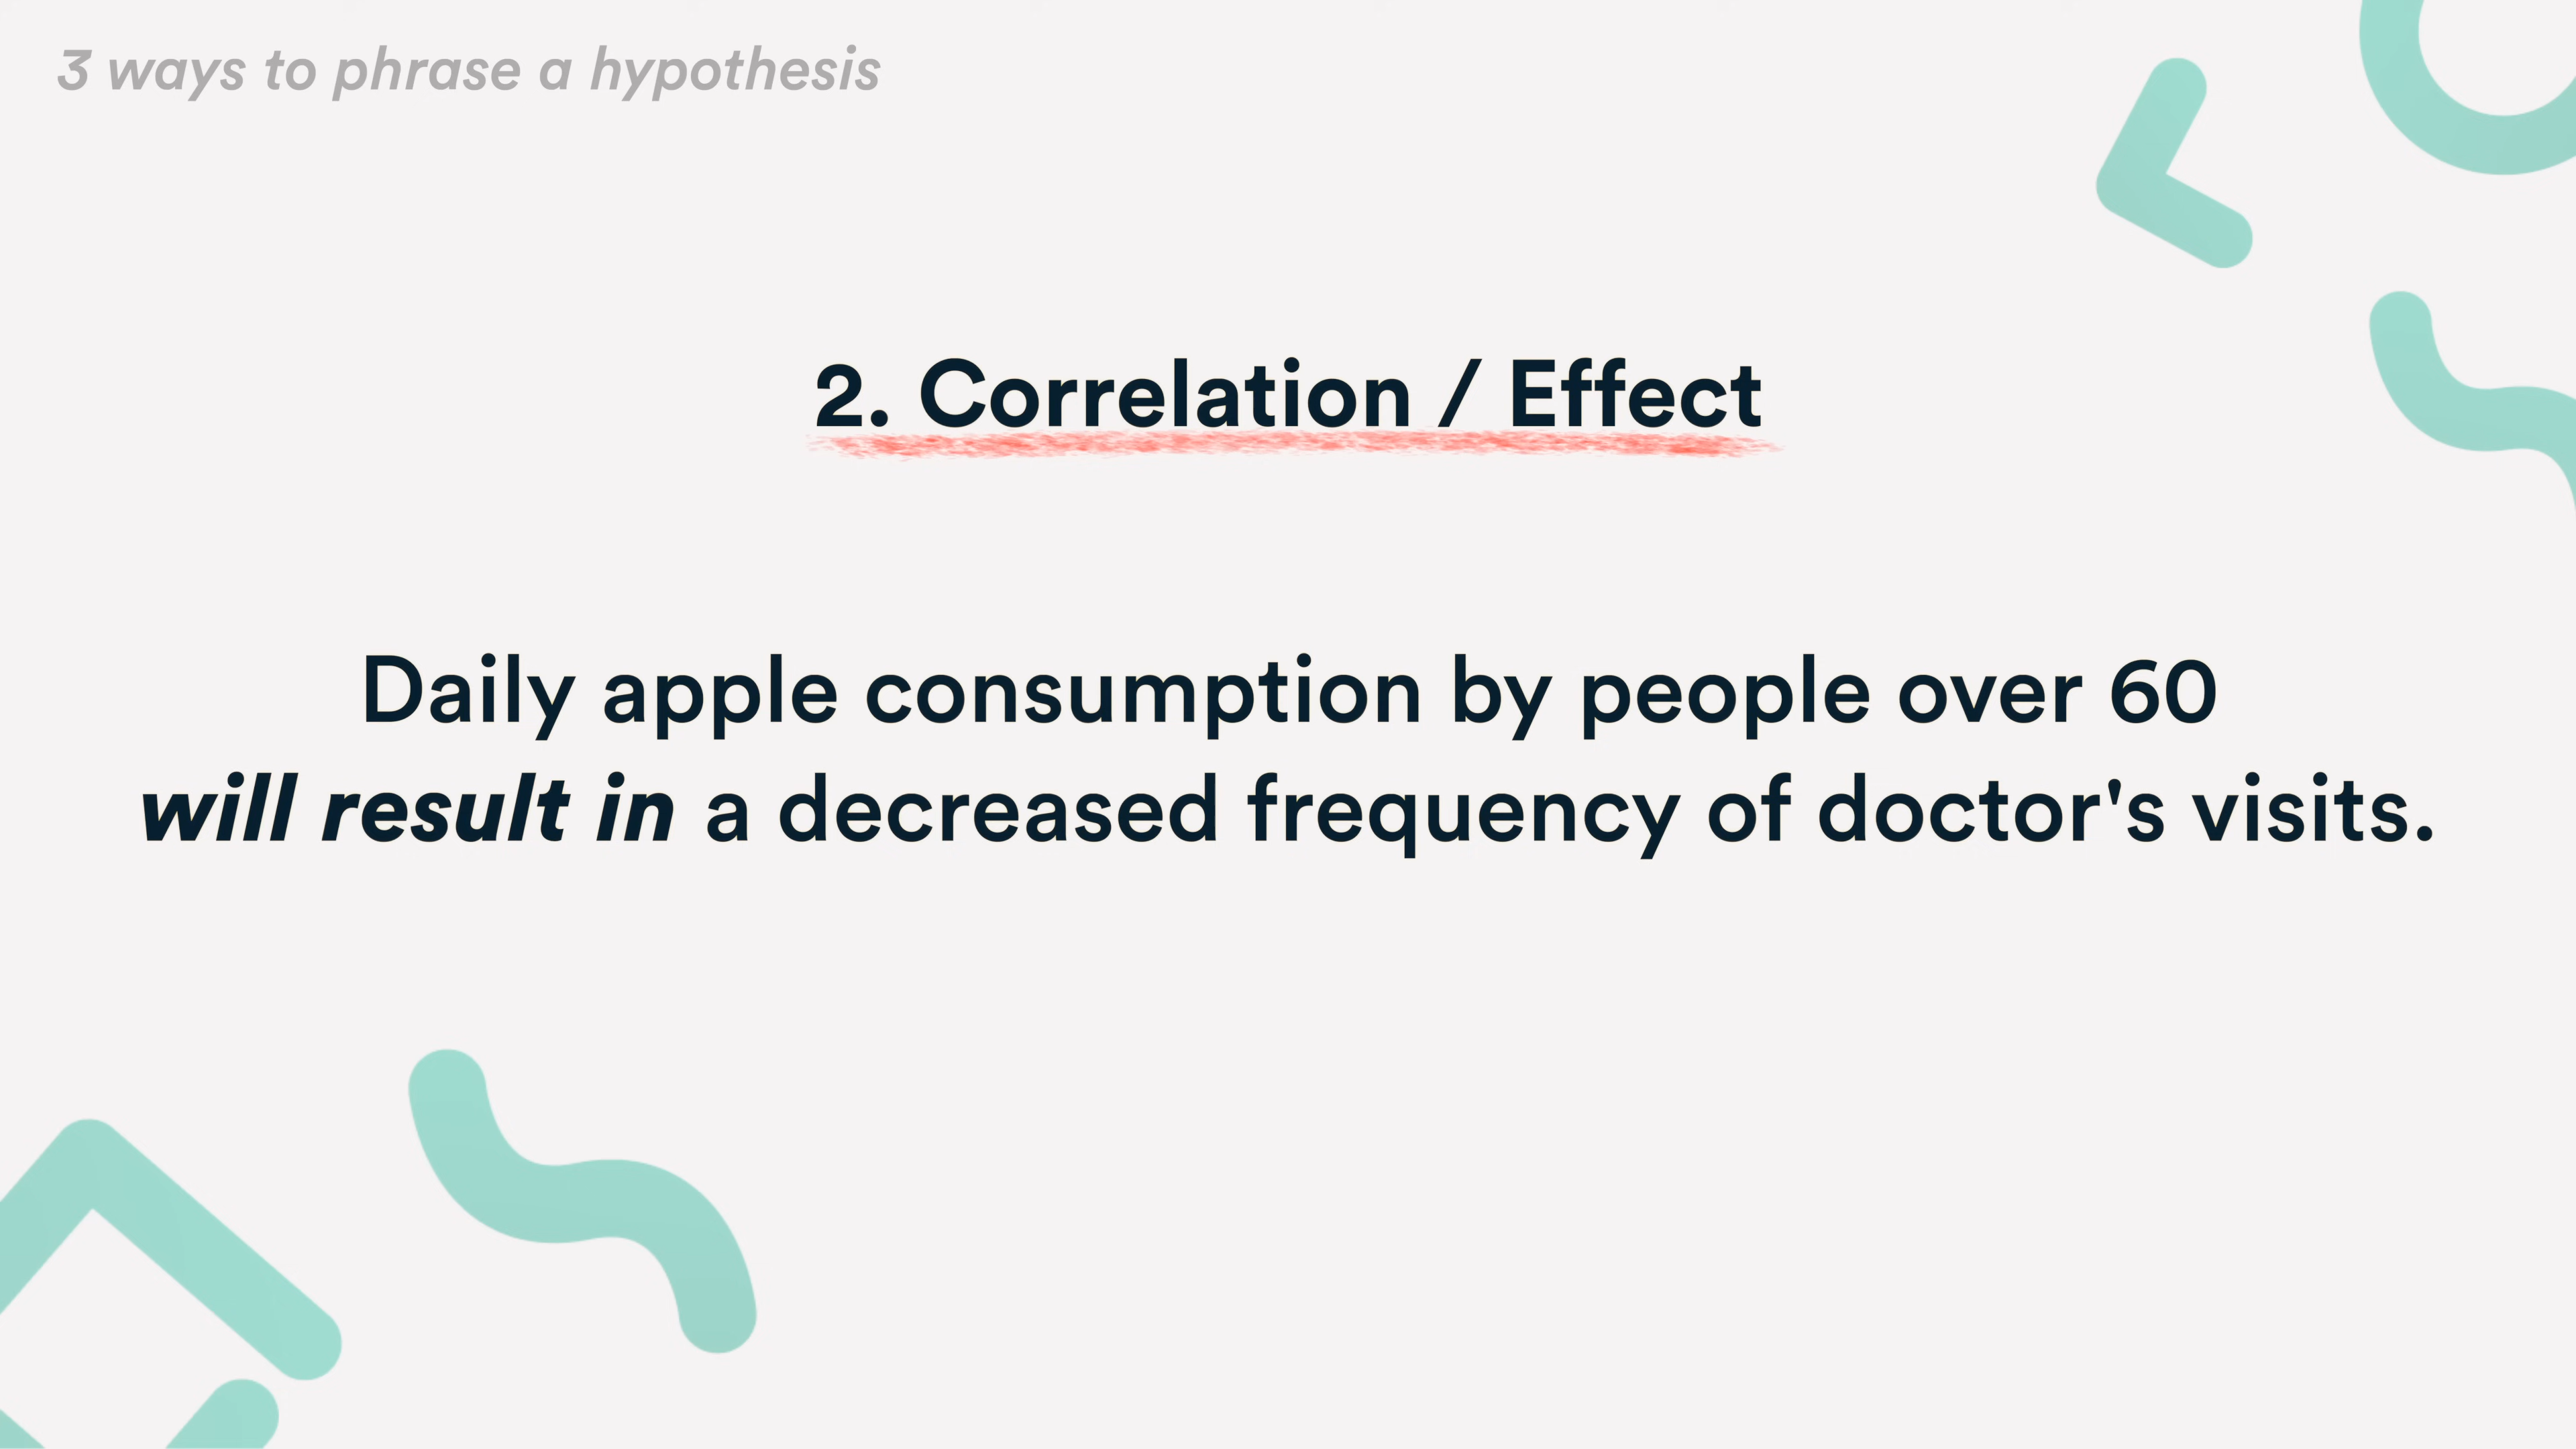 3 ways to phrase a hypothesis
2. Correlation / Effect
Daily apple consumption by people over 60
will result in a decreased frequency of doctor's visits.